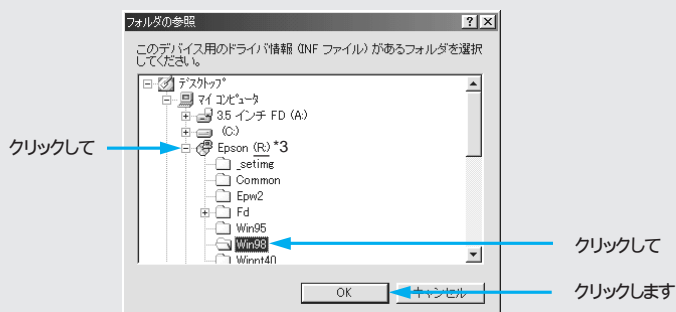 フォルダの参照
このデバイス用のドライバ情報 (INF ファイル) があるフォルダを選択
してください。
デスクトップ
マイ コンピュータ
3.5 インチ FD (A:)
(C:)
クリックして
Epson (R:)*3
_setimg
Common
Epw2
Fd
Win95
Win98
クリックして
Winnt40
OK
キャンセル
クリックします